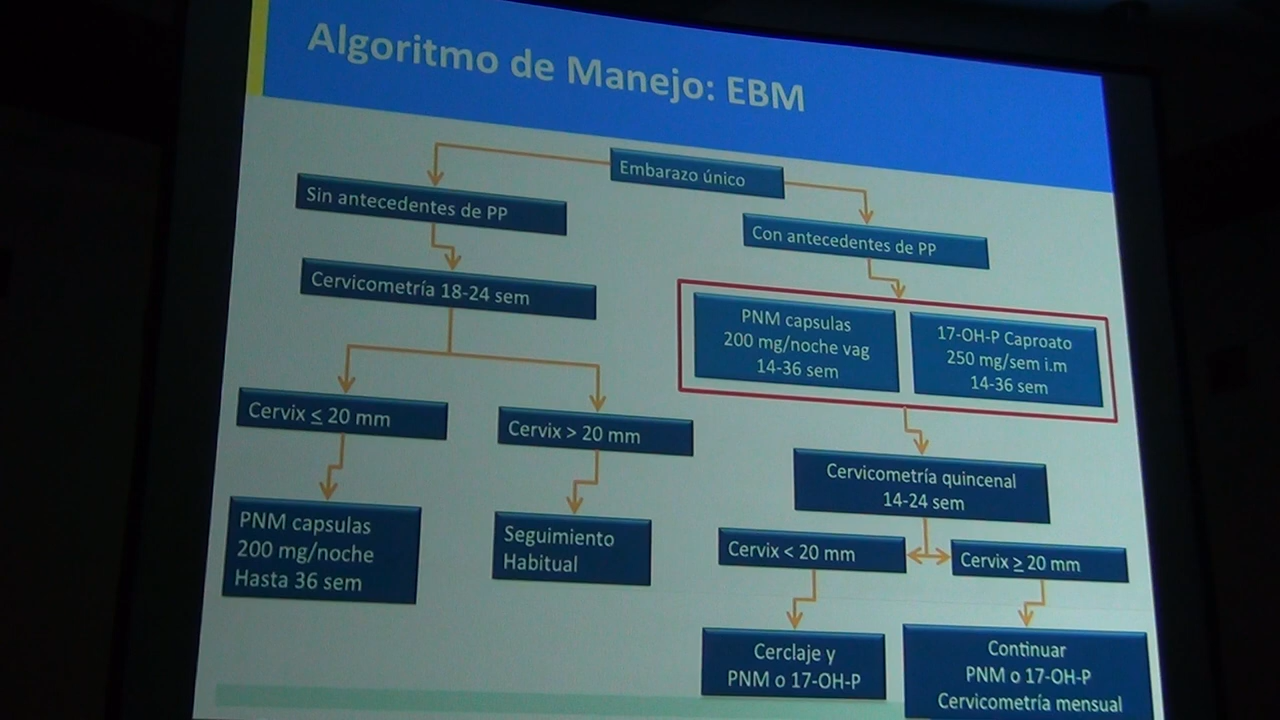 Algoritmo de Manejo: EBM
Embarazo único
Sin antecedentes de PP
Con antecedentes de PP
Cervicometría 18-24 sem
PNM capsulas
200 mg/noche vag
14-36 sem
17-OH-P Caproato
250 mg/sem i.m
14-36 sem
Cervix ≤ 20 mm
Cervix > 20 mm
Cervicometría quincenal
14-24 sem
PNM capsulas
200 mg/noche
Hasta 36 sem
Seguimiento
Habitual
Cervix < 20 mm
Cervix ≥ 20 mm
Cerclaje y
PNM o 17-OH-P
Continuar
PNM o 17-OH-P
Cervicometría mensual